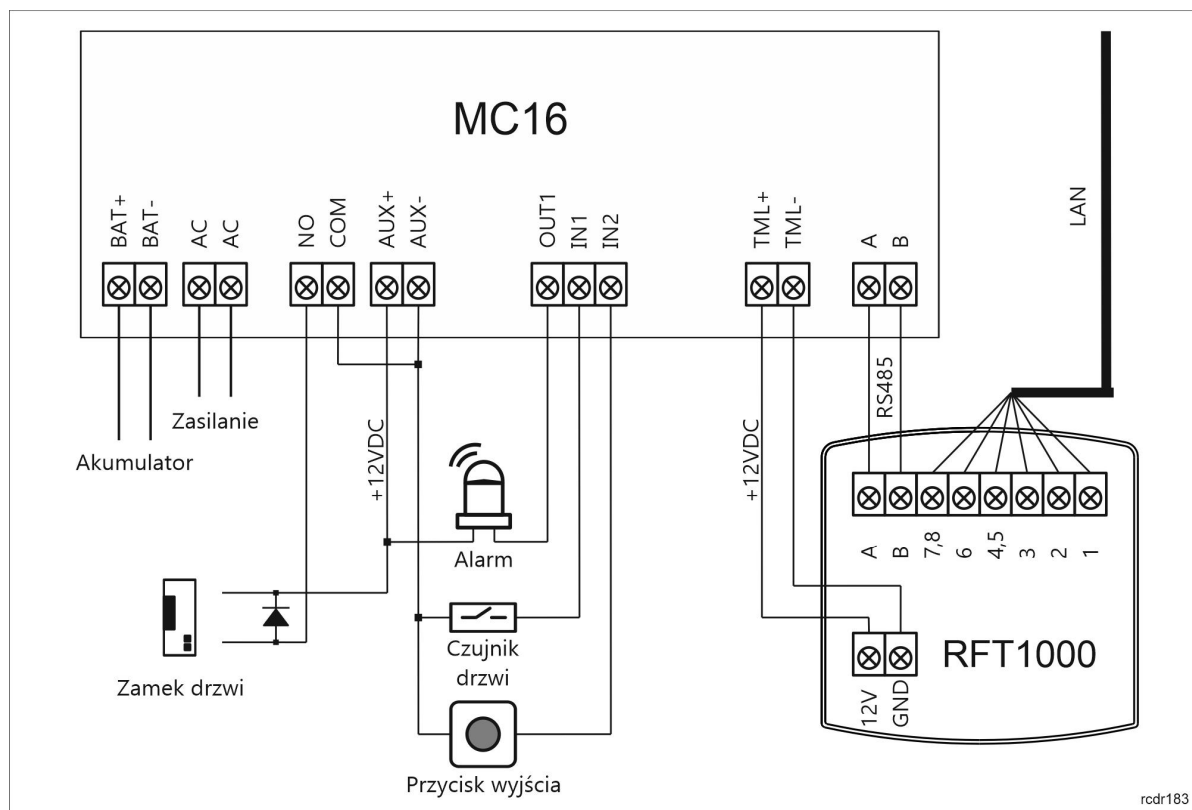 MC16
BAT+
BAT-
AC
AC
NO
COM
AUX+
AUX-
OUT1
IN1
IN2
TML+
TML-
A
B
LAN
Akumulator
Zasilanie
+12VDC
Alarm
+12VDC
RS485
Zamek drzwi
Czujnik
drzwi
Przycisk wyjścia
A
B
7,8
6
4,5
3
2
1
12V
GND
RFT1000
rcdr183